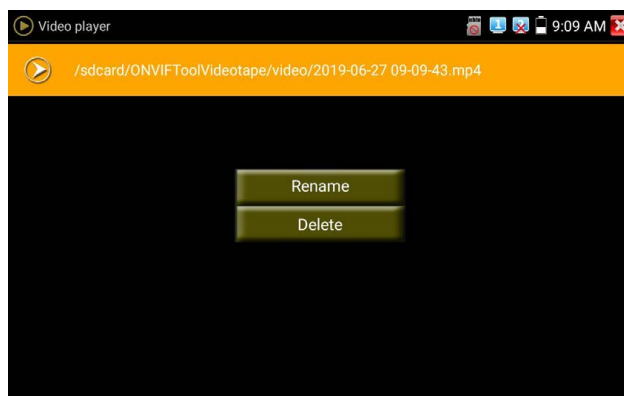 Video player
9:09 AM
/sdcard/ONVIFToolVideotape/video/2019-06-27 09-09-43.mp4
Rename
Delete